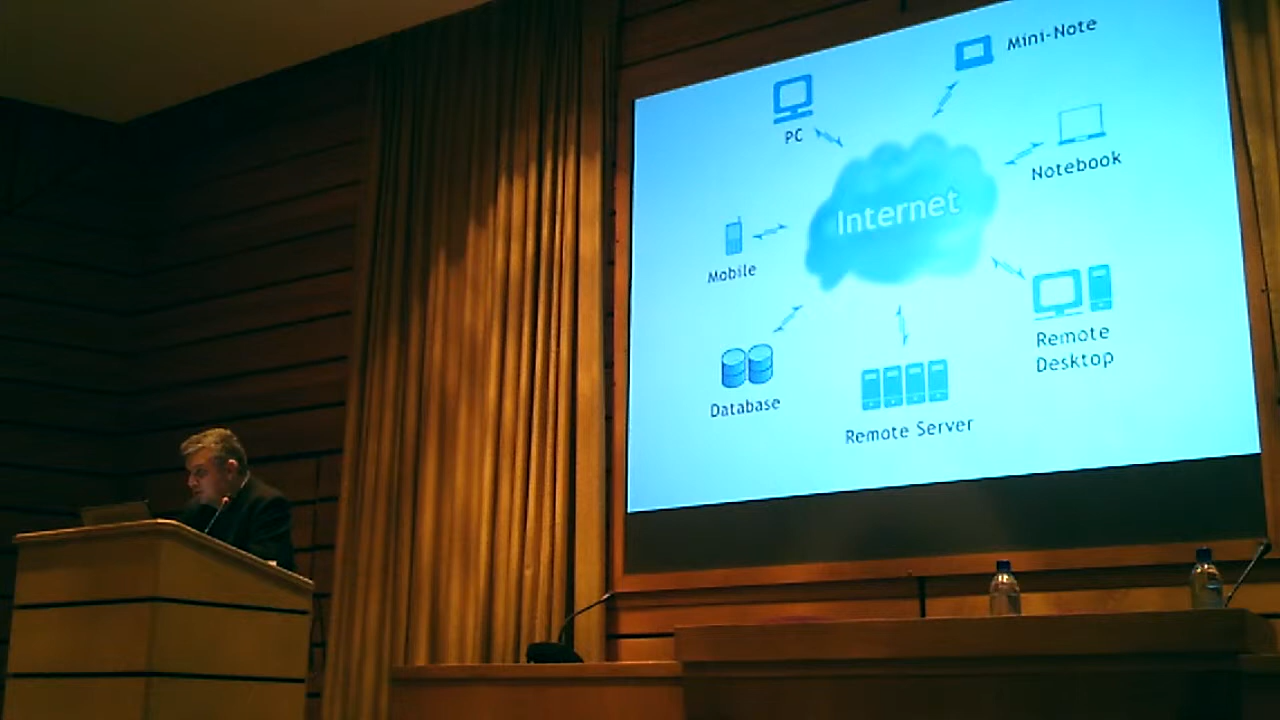 Mini-Note
PC
Notebook
Internet
Mobile
Remote
Desktop
Database
Remote Server